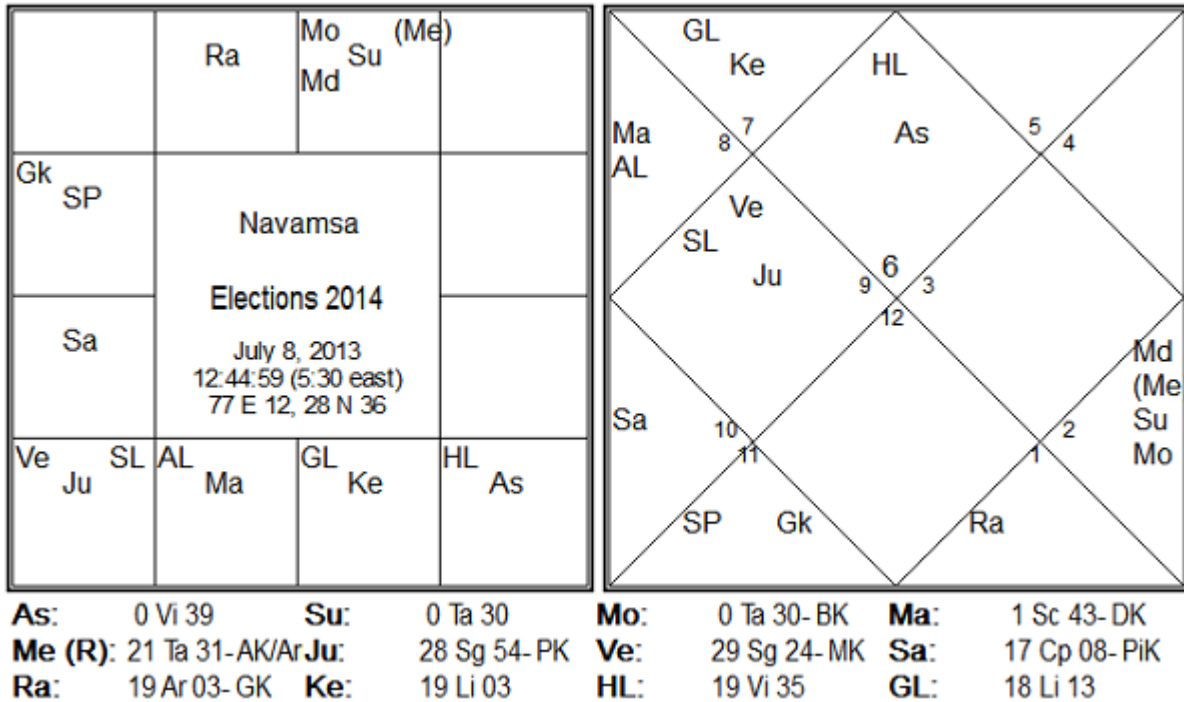 Ra
Mo (Me)
Su
Md
Gk
SP
Sa
Ve SL
Ju
AL
Ma
GL
Ke
HL
As
Navamsa
Elections 2014
July 8, 2013
12:44:59 (5:30 east)
77 E 12, 28 N 36
GL
Ke
HL
As
Ma
AL
7
8
5
4
Ve
SL
Ju
6
9
3
12
Sa
10
11
2
1
Md
(Me
Su
Mo
SP Gk
Ra
As: 0 Vi 39 Su: 0 Ta 30 Mo: 0 Ta 30- BK Ma: 1 Sc 43- DK
Me (R): 21 Ta 31- AK/Ar Ju: 28 Sg 54- PK Ve: 29 Sg 24- MK Sa: 17 Cp 08- PiK
Ra: 19 Ar 03- GK Ke: 19 Li 03 HL: 19 Vi 35 GL: 18 Li 13